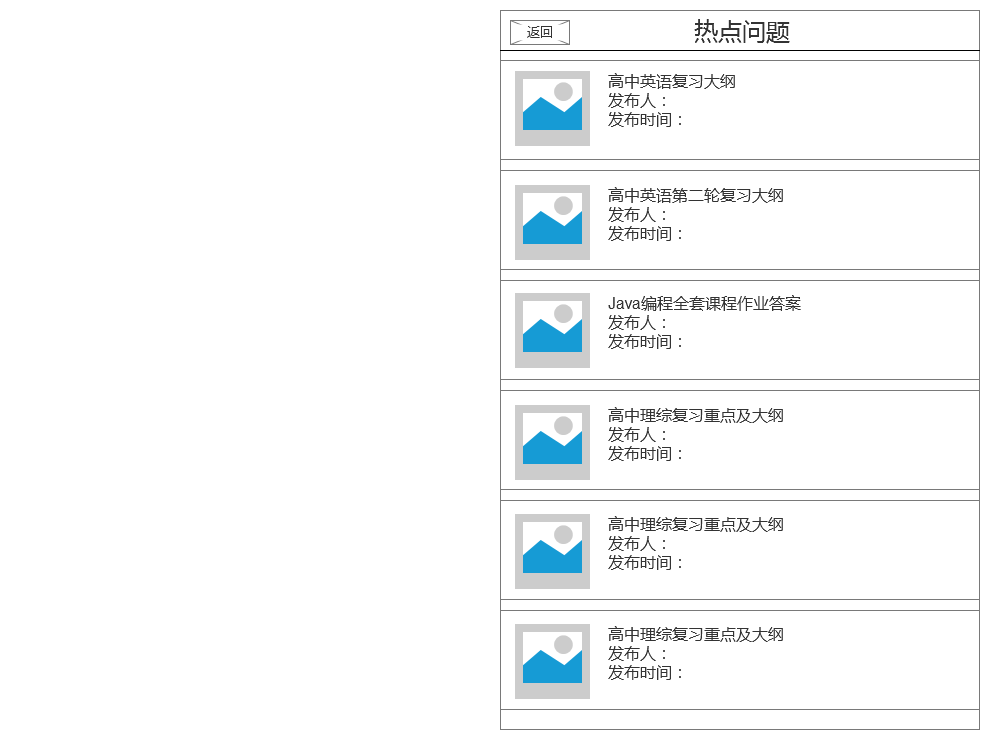 返回
热点问题
高中英语复习大纲
发布人：
发布时间：
高中英语第二轮复习大纲
发布人：
发布时间：
Java编程全套课程作业答案
发布人：
发布时间：
高中理综复习重点及大纲
发布人：
发布时间：
高中理综复习重点及大纲
发布人：
发布时间：
高中理综复习重点及大纲
发布人：
发布时间：